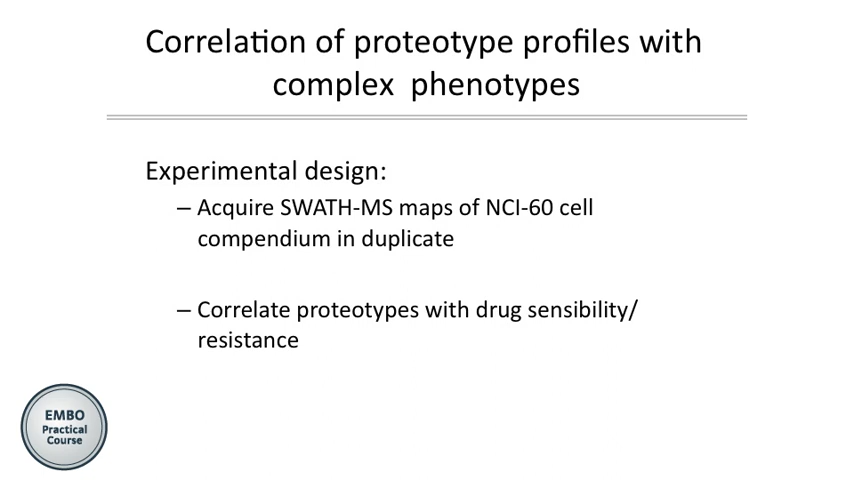 Correlation of proteotype profiles with
complex phenotypes
Experimental design:
– Acquire SWATH-MS maps of NCI-60 cell
compendium in duplicate
– Correlate proteotypes with drug sensibility/
resistance
EMBO
Practical
Course